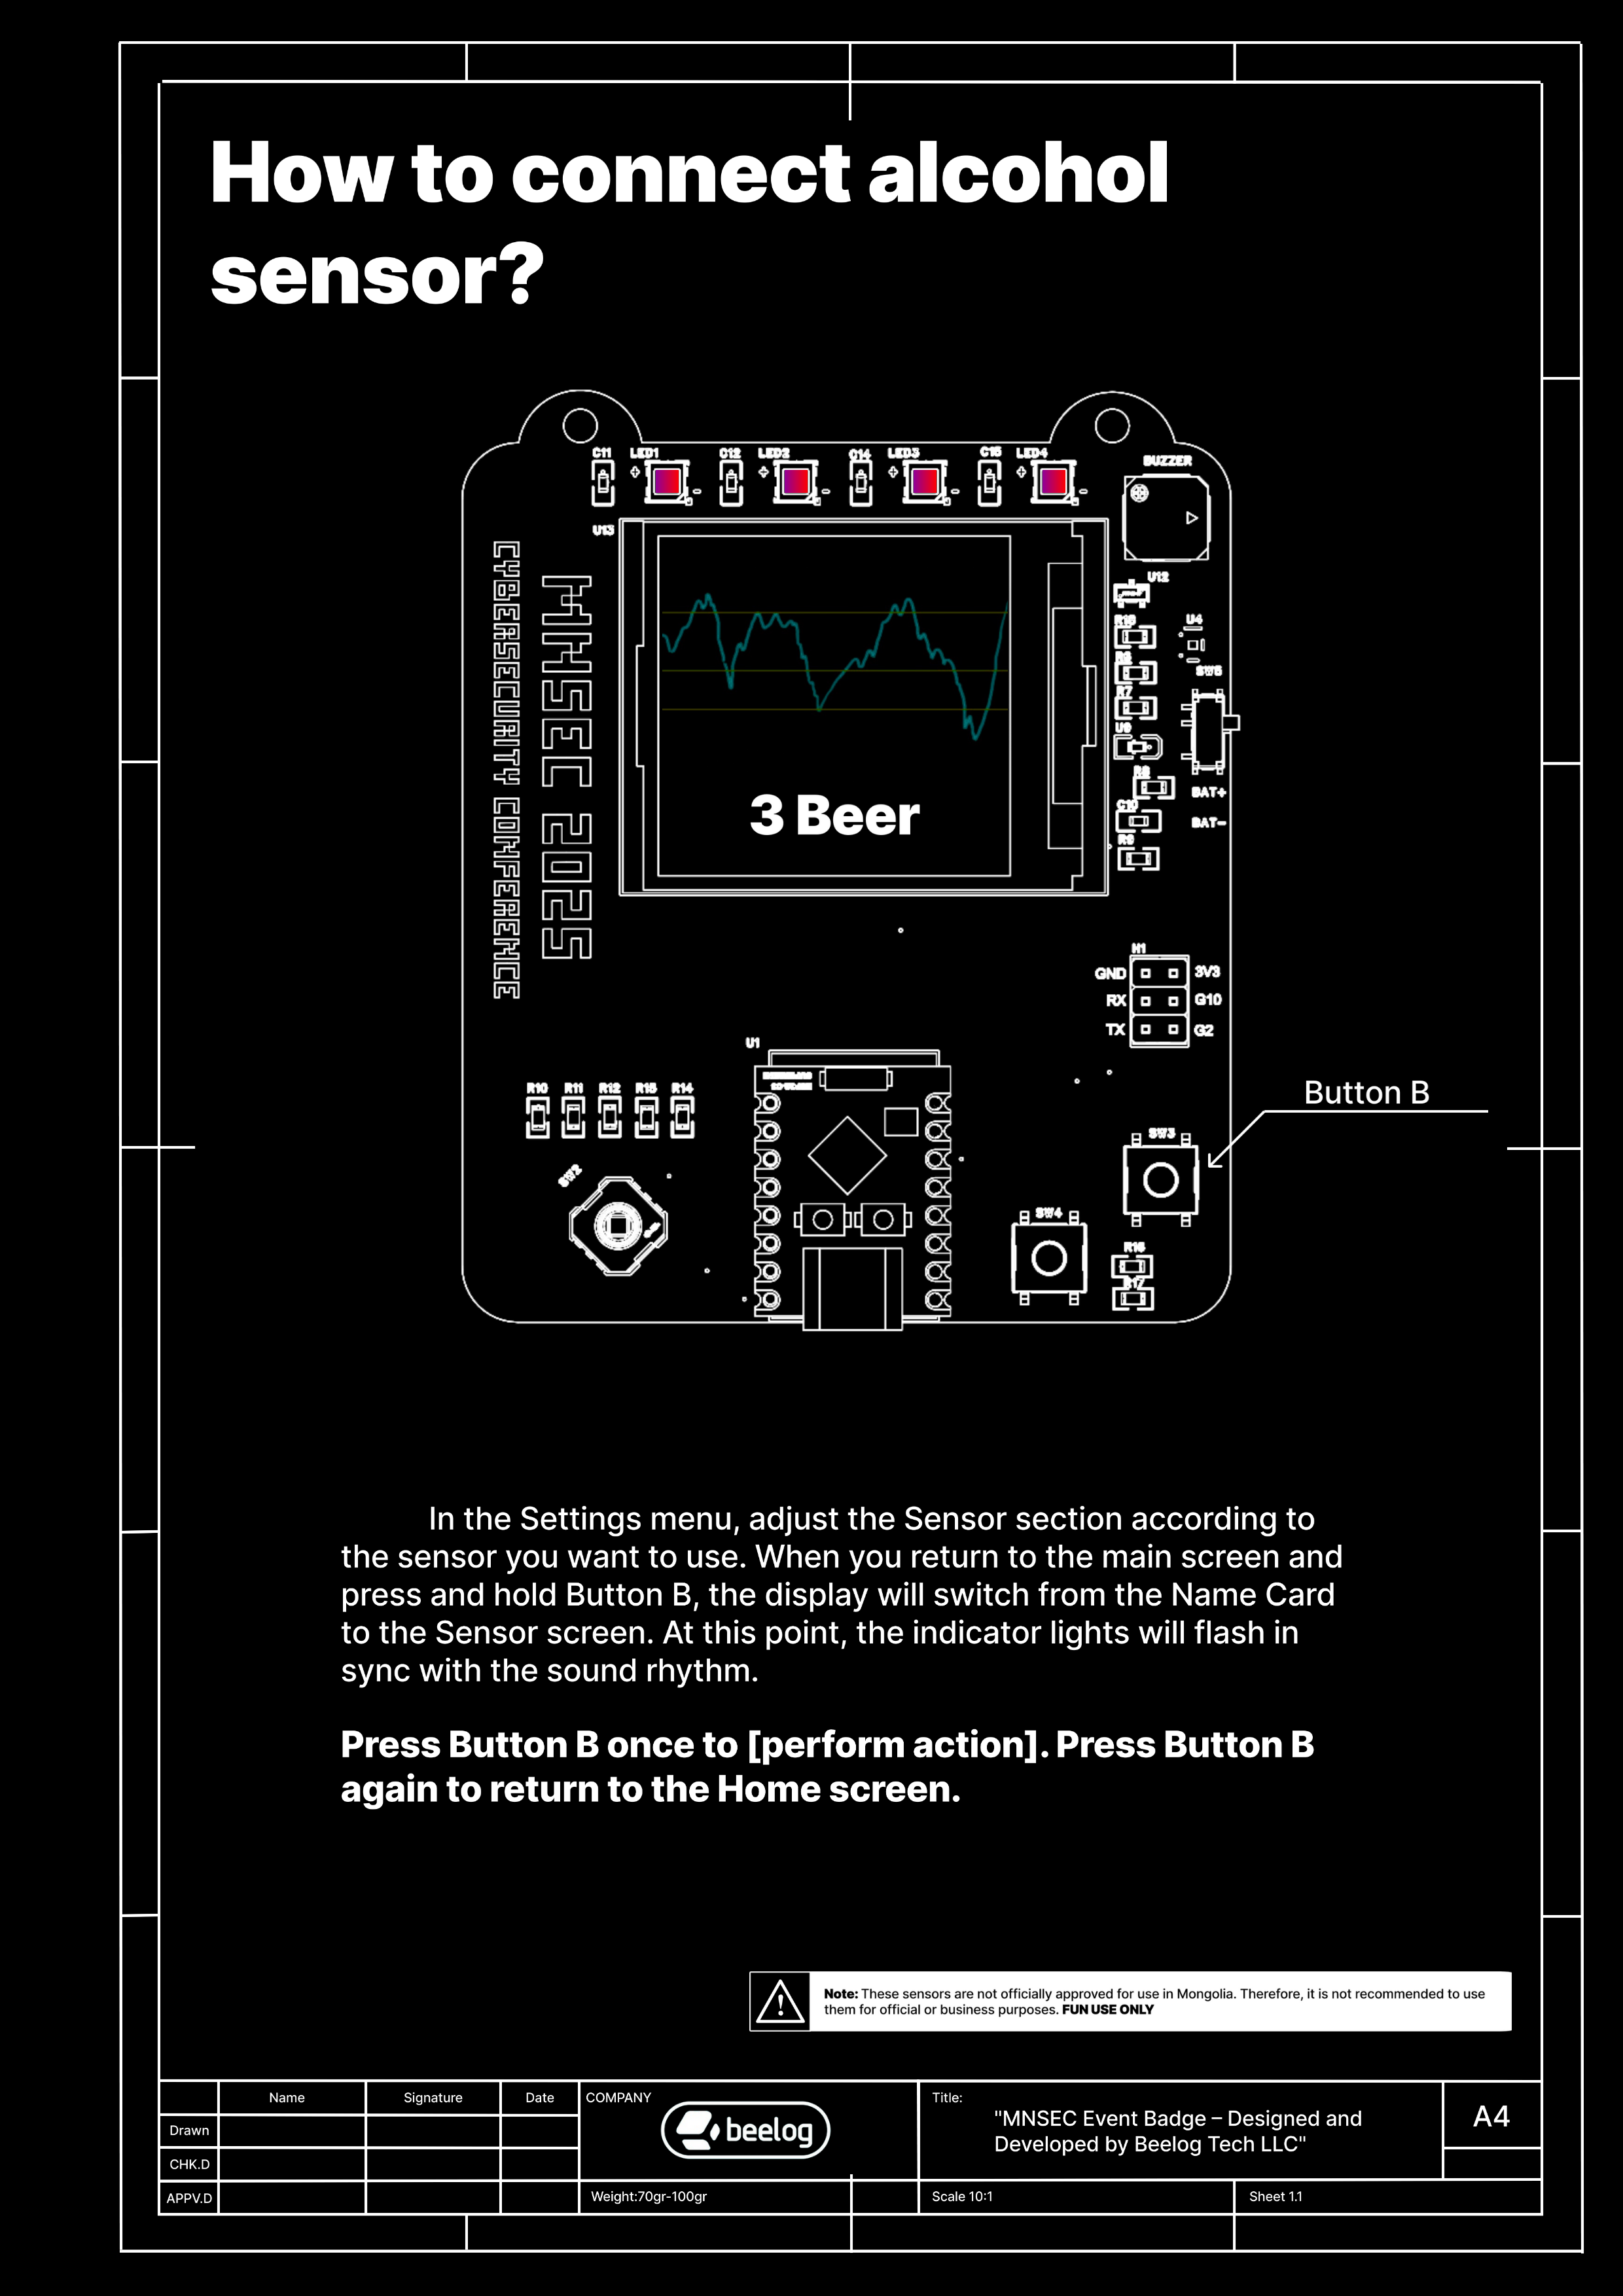 How to connect alcohol
sensor?
C11 LED1 C12 LED2 C14 LED3 C15 LED4
BUZZER
U13
U12
CYBERSECURITY CONFERENCE
MNSEC 2025
R18
U4
R3
SW5
R7
U9
R8
BAT+
C10
BAT-
R9
3 Beer
H1
GND 3V3
RX G10
TX G2
U1
R10 R11 R12 R15 R14
Button B
SW3
SW2
SW4
R16
R17
In the Settings menu, adjust the Sensor section according to
the sensor you want to use. When you return to the main screen and
press and hold Button B, the display will switch from the Name Card
to the Sensor screen. At this point, the indicator lights will flash in
sync with the sound rhythm.
Press Button B once to [perform action]. Press Button B
again to return to the Home screen.
Note: These sensors are not officially approved for use in Mongolia. Therefore, it is not recommended to use
them for official or business purposes. FUN USE ONLY
Name Signature Date COMPANY
Drawn
CHK.D
APPV.D
beelog
Title:
"MNSEC Event Badge – Designed and
Developed by Beelog Tech LLC"
A4
Weight:70gr-100gr
Scale 10:1
Sheet 1.1